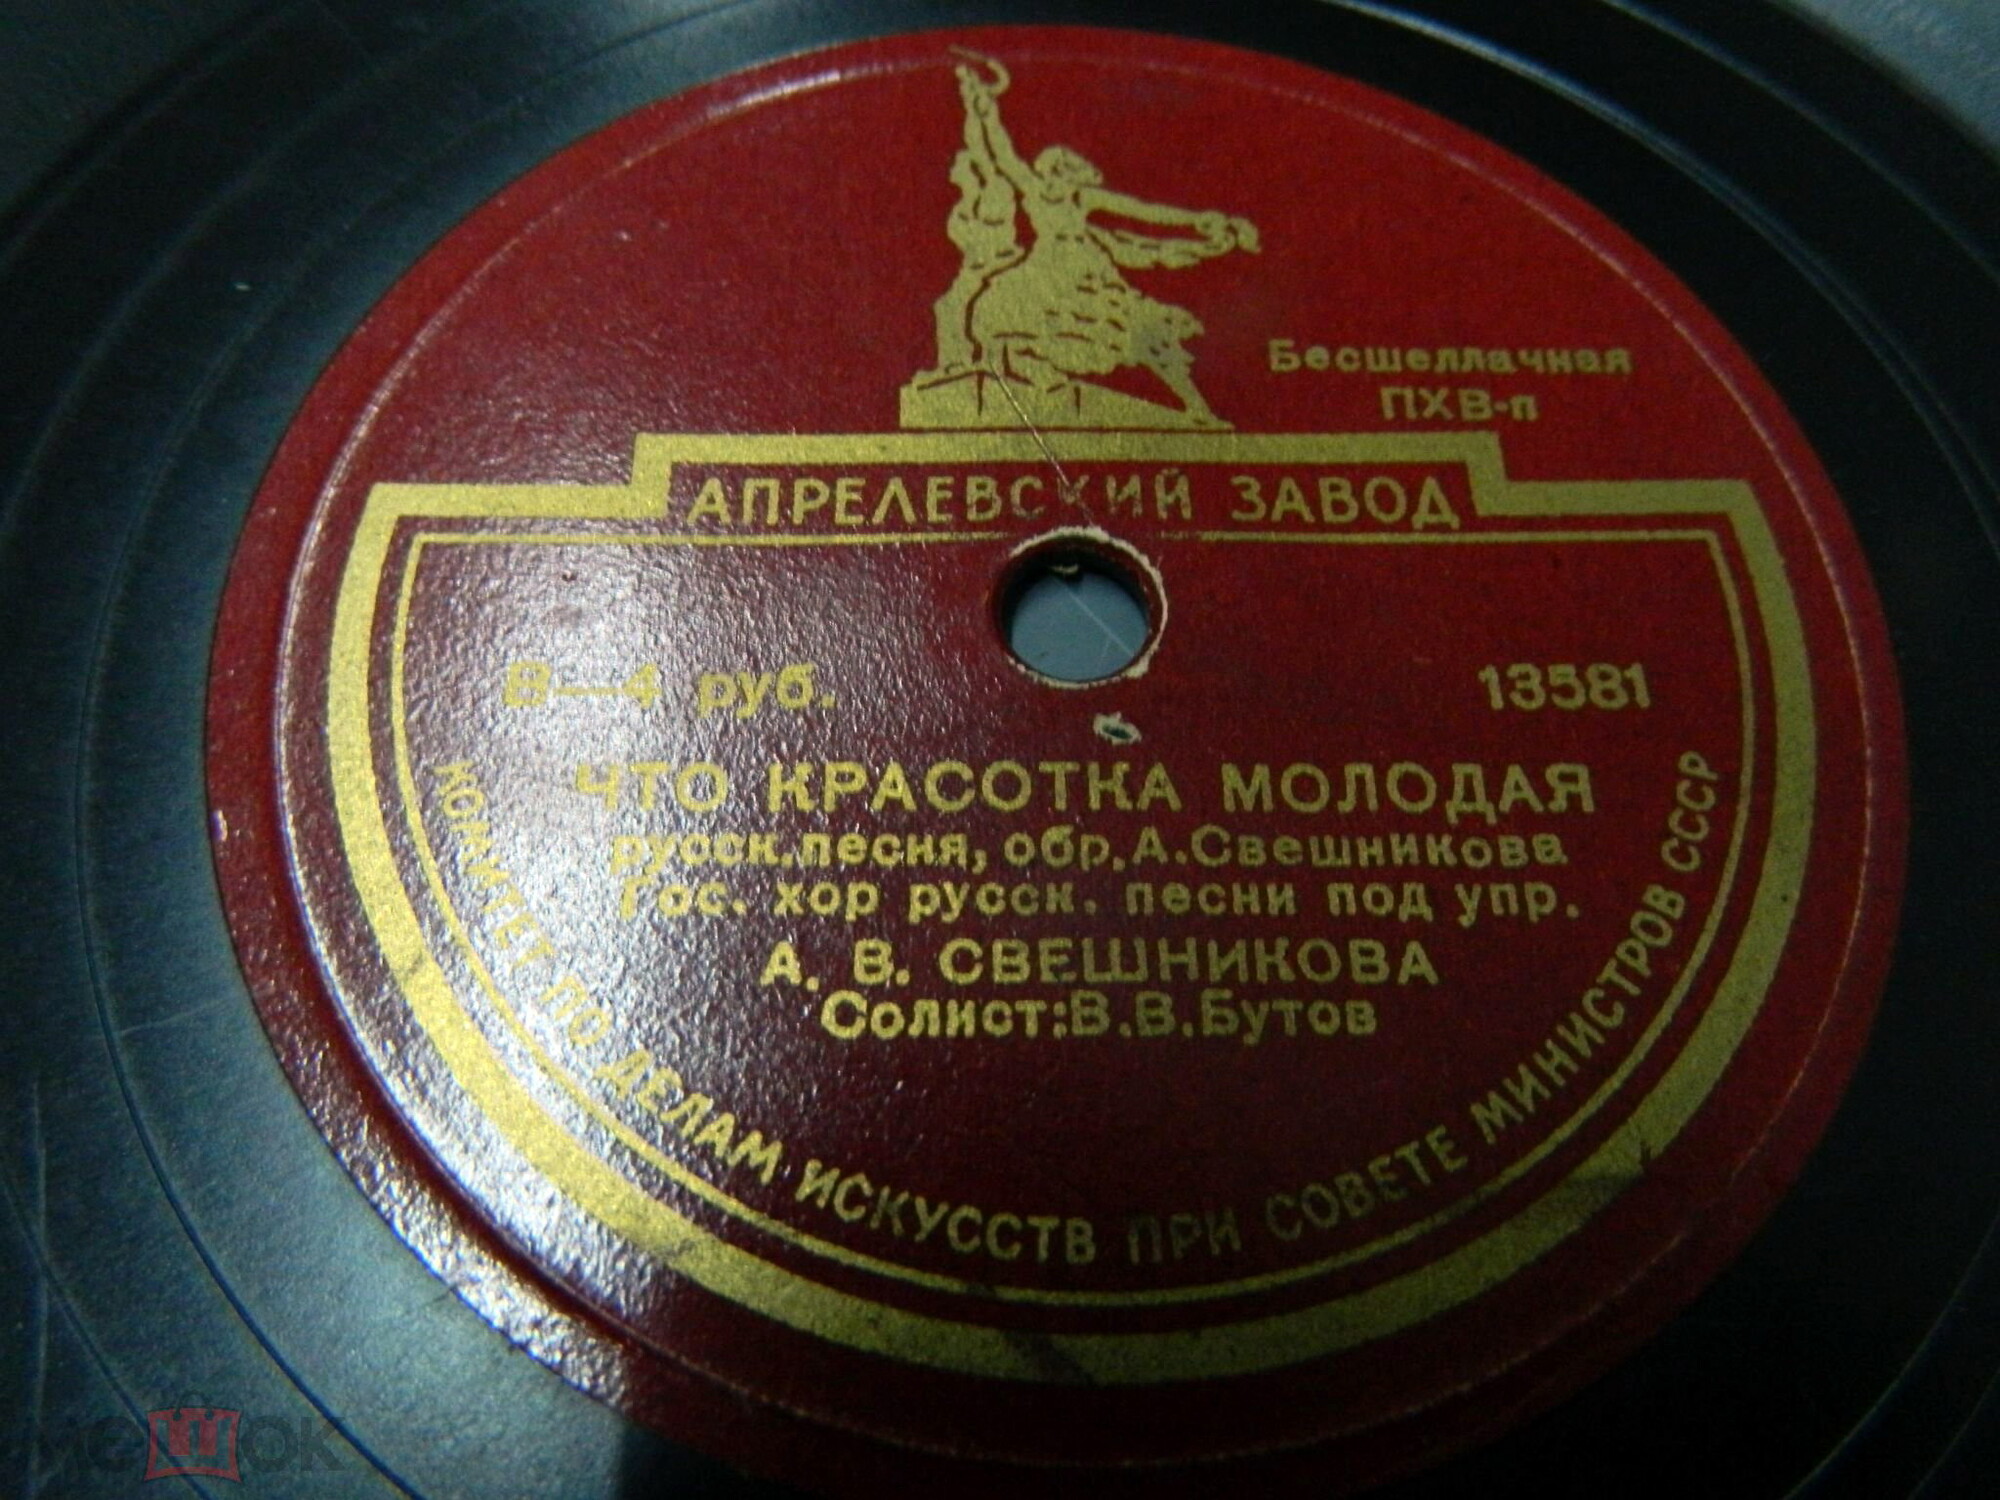 Бесшеллачная
ПХВ-п
АПРЕЛЕВСКИЙ ЗАВОД
В—4 руб.
13581
ЧТО КРАСОТКА МОЛОДАЯ
русск.песня, обр.А.Свешникова
Гос. хор русск. песни под упр.
А. В. СВЕШНИКОВА
Солист:В.В.Бутов
КОМИТЕТ ПО ДЕЛАМ ИСКУССТВ ПРИ СОВЕТЕ МИНИСТРОВ СССР
мешок